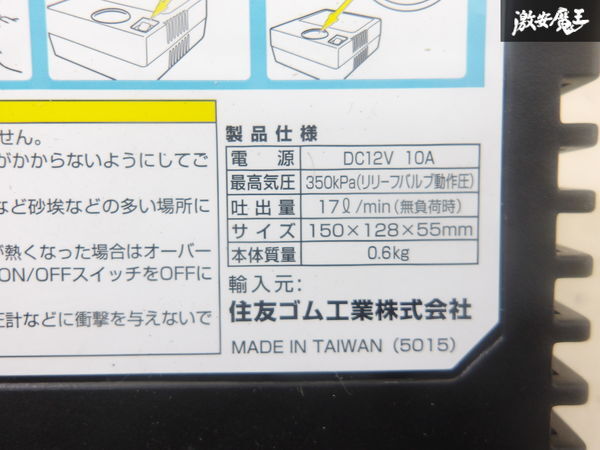 激安魔王
せん。
がかからないようにしてご
など砂埃などの多い場所に
が熱くなった場合はオーバー
ON/OFFスイッチをOFFに
圧計などに衝撃を与えないで
製品仕様
電源 DC12V 10A
最高気圧 350kPa(リリーフバルブ動作圧)
吐出量 17ℓ/min(無負荷時)
サイズ 150×128×55mm
本体質量 0.6kg
輸入元:
住友ゴム工業株式会社
MADE IN TAIWAN (5015)